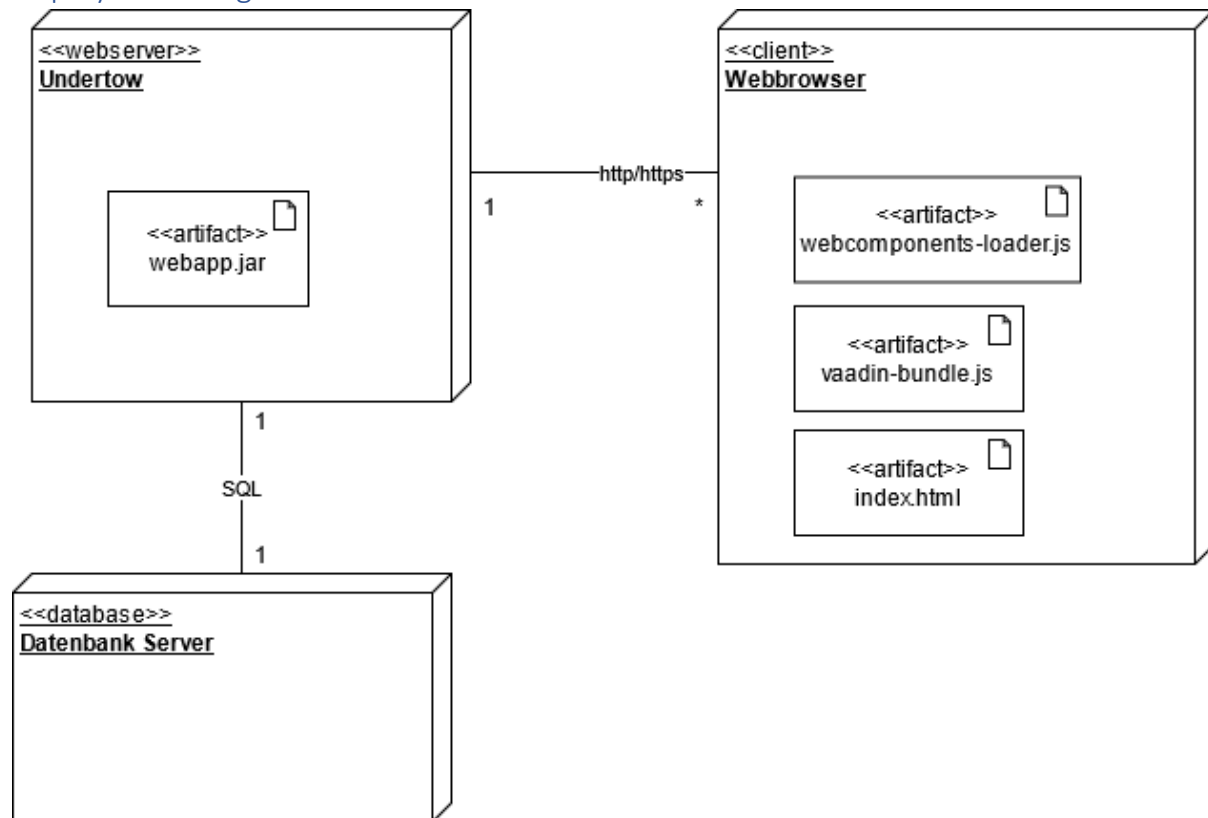 <<webserver>>
Undertow
<<artifact>>
webapp.jar
1
http/https
*
<<client>>
Webbrowser
<<artifact>>
webcomponents-loader.js
<<artifact>>
vaadin-bundle.js
<<artifact>>
index.html
1
SQL
1
<<database>>
Datenbank Server